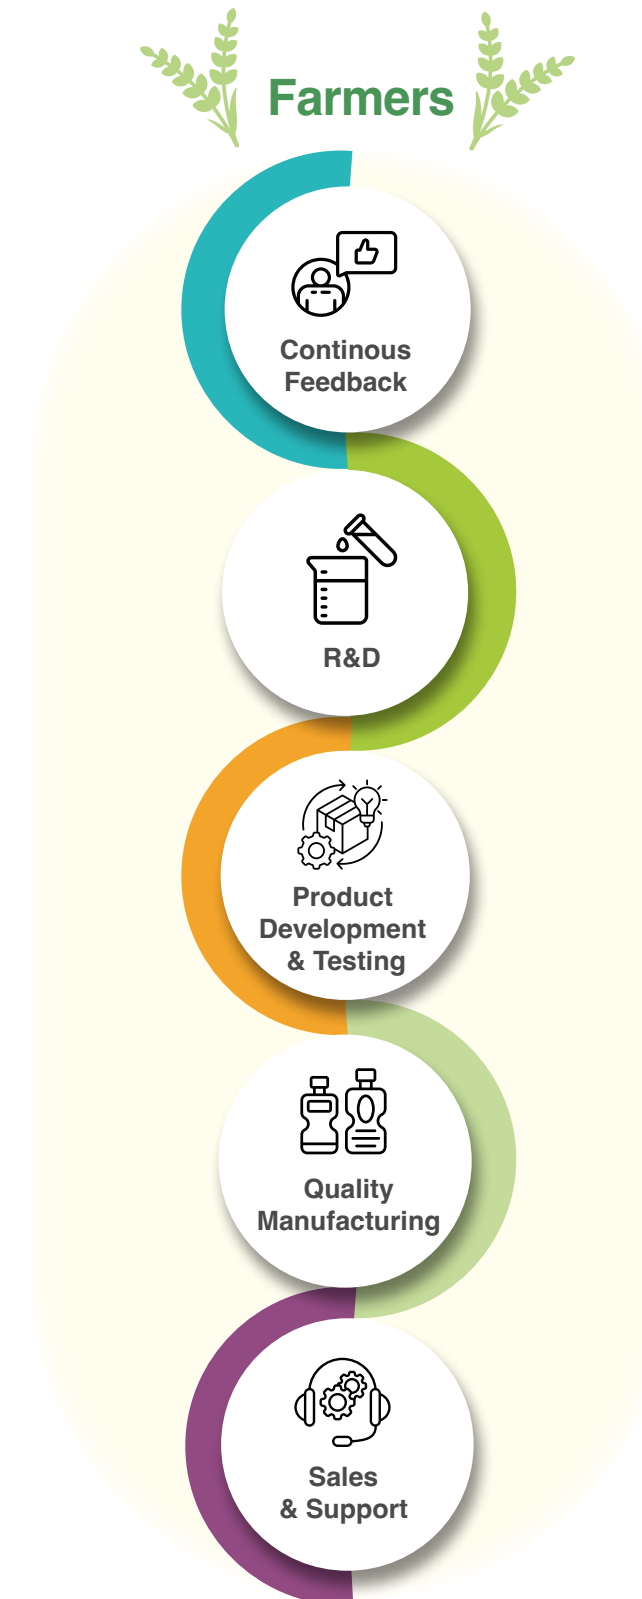 Farmers
Continous
Feedback
R&D
Product
Development
& Testing
Quality
Manufacturing
Sales
& Support